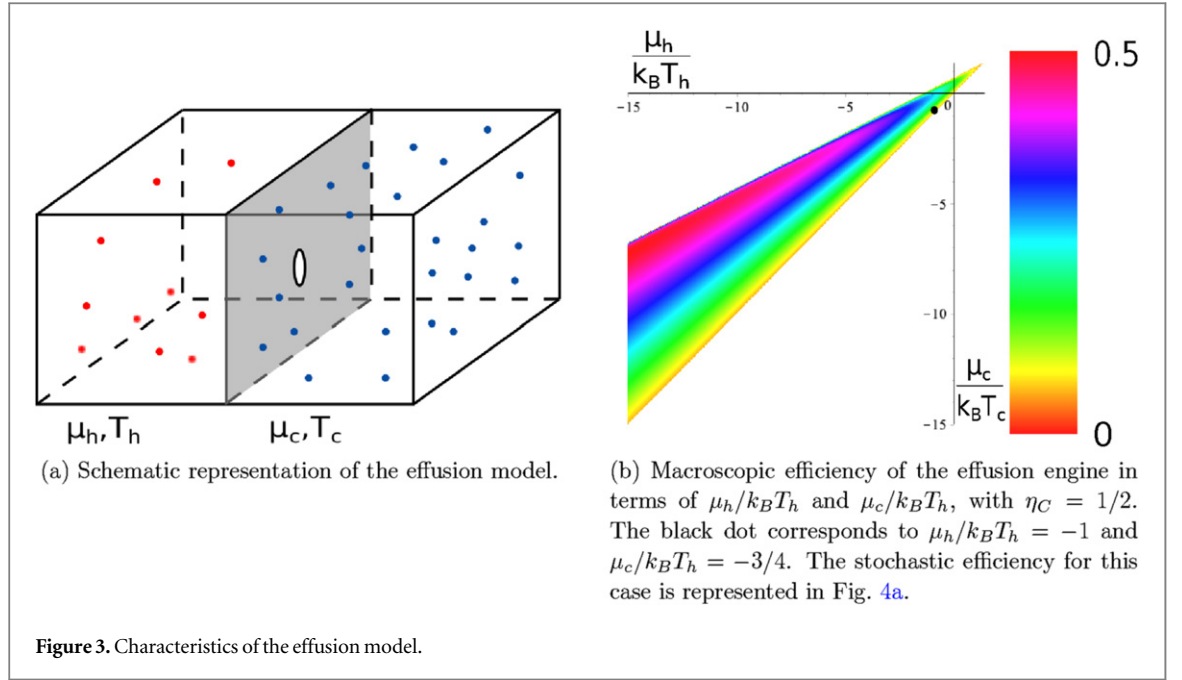 μh,Th
μc,Tc
(a) Schematic representation of the effusion model.
μh
kBTh
-15
-10
-5
0
-5
-10
-15
μc
kBTc
0.5
0
(b) Macroscopic efficiency of the effusion engine in
terms of μh/kBTh and μc/kBTh, with ηC = 1/2.
The black dot corresponds to μh/kBTh = −1 and
μc/kBTh = −3/4. The stochastic efficiency for this
case is represented in Fig. 4a.
Figure 3. Characteristics of the effusion model.